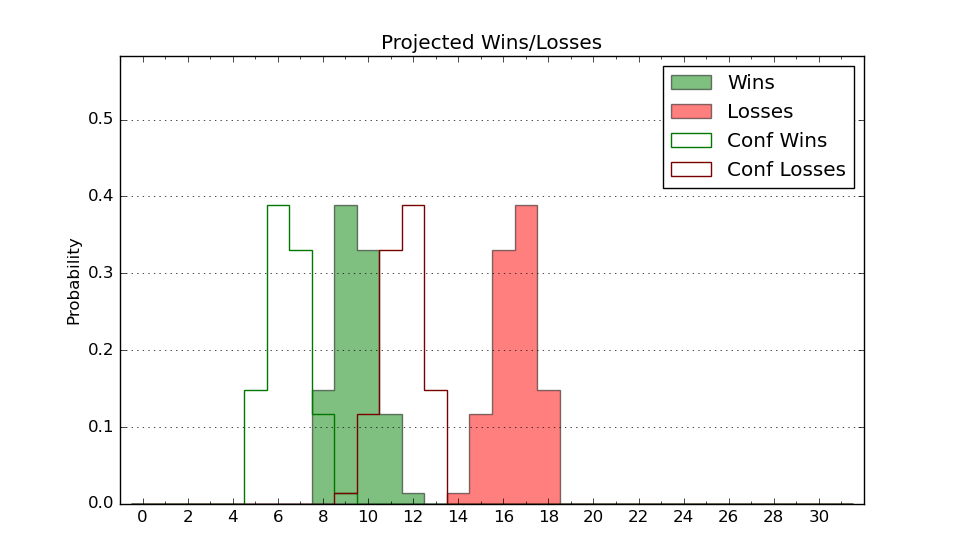 Projected Wins/Losses
Wins
Losses
Conf Wins
Conf Losses
Probability
0.5
0.4
0.3
0.2
0.1
0.0
0 2 4 6 8 10 12 14 16 18 20 22 24 26 28 30